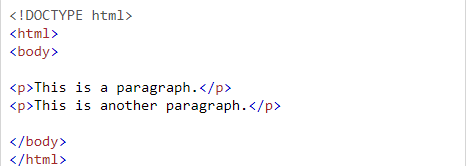 <!DOCTYPE html>
<html>
<body>

<p>This is a paragraph.</p>
<p>This is another paragraph.</p>

</body>
</html>